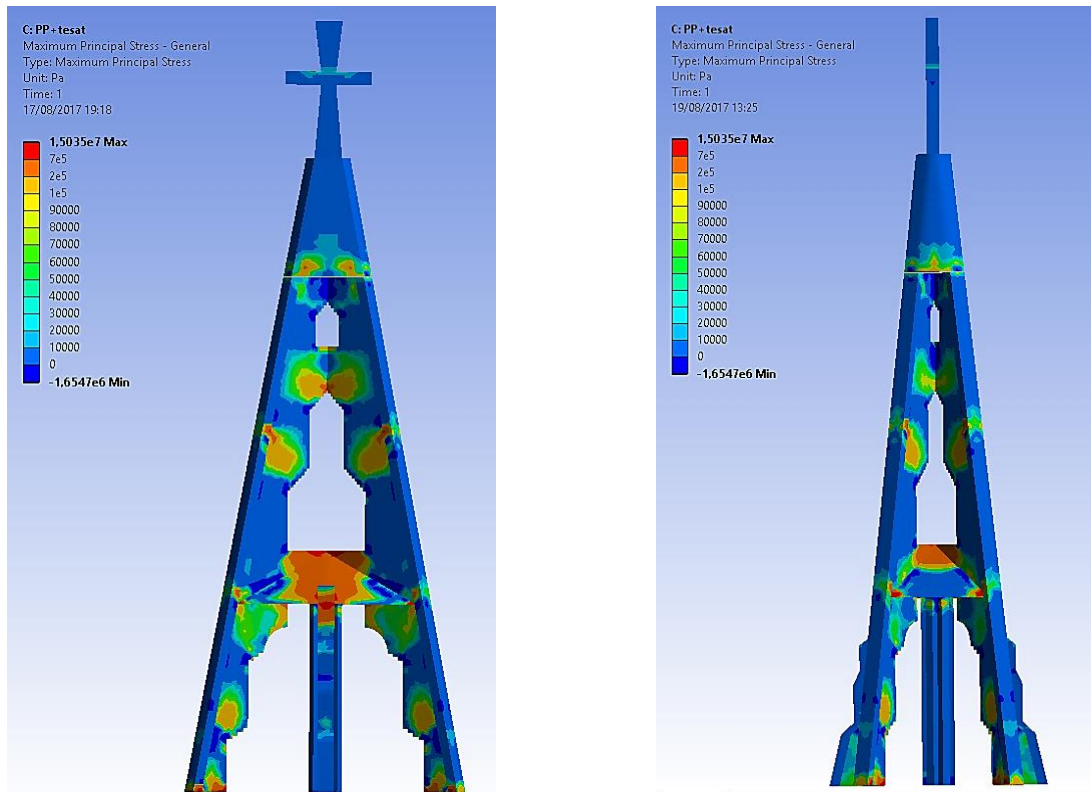 C: PP+tesat
Maximum Principal Stress - General
Type: Maximum Principal Stress
Unit: Pa
Time: 1
17/08/2017 19:18
1,5035e7 Max
7e5
2e5
1e5
90000
80000
70000
60000
50000
40000
30000
20000
10000
0
-1,6547e6 Min
C: PP+tesat
Maximum Principal Stress - General
Type: Maximum Principal Stress
Unit: Pa
Time: 1
19/08/2017 13:25
1,5035e7 Max
7e5
2e5
1e5
90000
80000
70000
60000
50000
40000
30000
20000
10000
0
-1,6547e6 Min